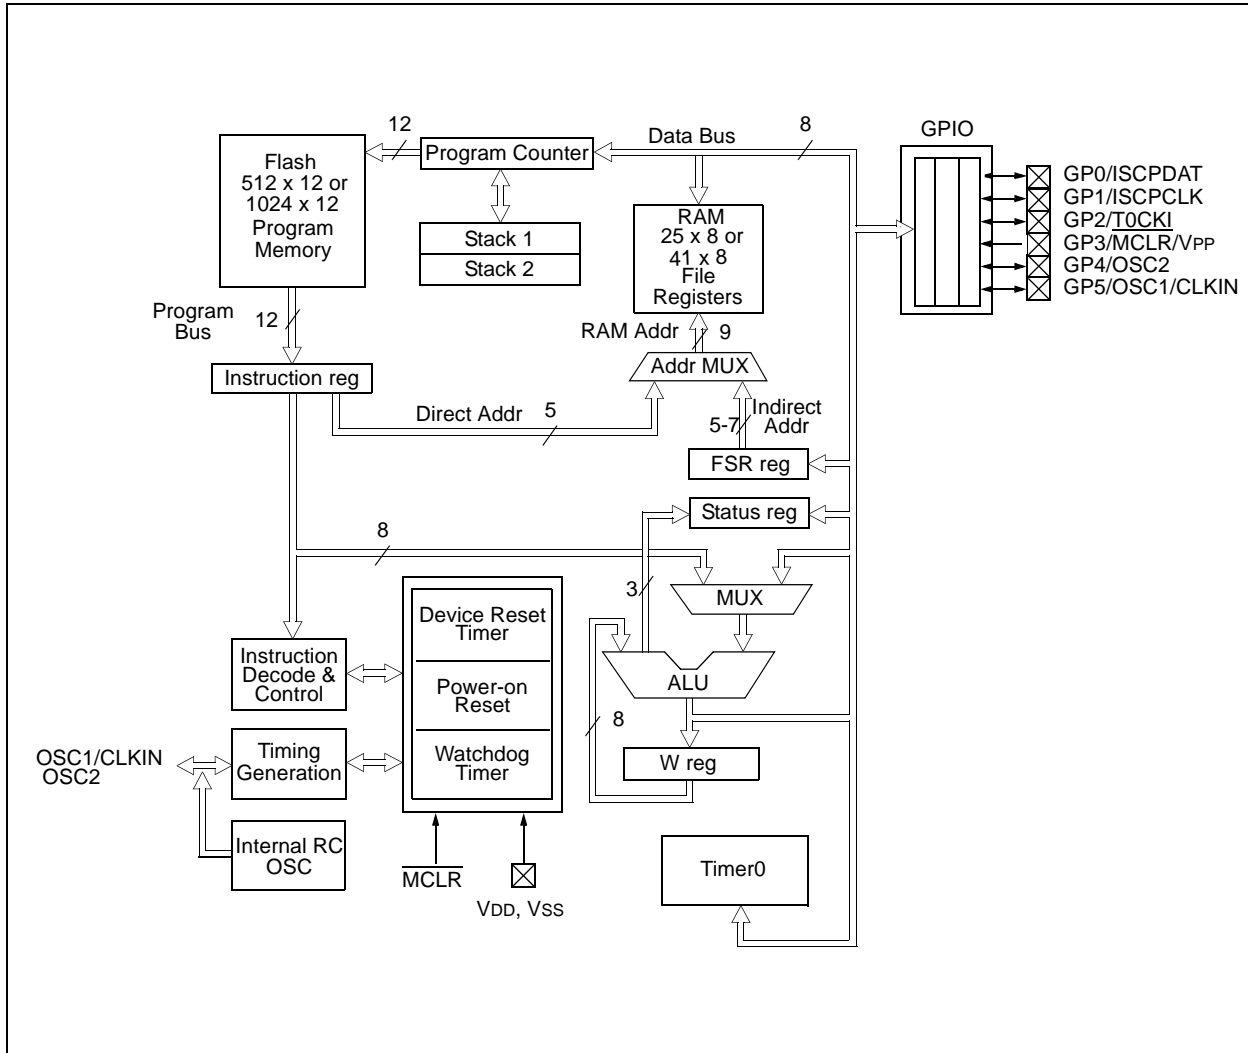 12
Data Bus
8
GPIO
Flash
512 x 12 or
1024 x 12
Program
Memory
Program Counter
Stack 1
Stack 2
RAM
25 x 8 or
41 x 8
File
Registers
GP0/ISCPDAT
GP1/ISCPCLK
GP2/T0CKI
GP3/MCLR/VPP
GP4/OSC2
GP5/OSC1/CLKIN
Program
Bus
12
RAM Addr
9
Addr MUX
Instruction reg
Direct Addr
5
5-7
Indirect
Addr
FSR reg
Status reg
8
3
MUX
Device Reset
Timer
Instruction
Decode &
Control
Power-on
Reset
ALU
8
OSC1/CLKIN
OSC2
Timing
Generation
Watchdog
Timer
W reg
Internal RC
OSC
MCLR
VDD, VSS
Timer0